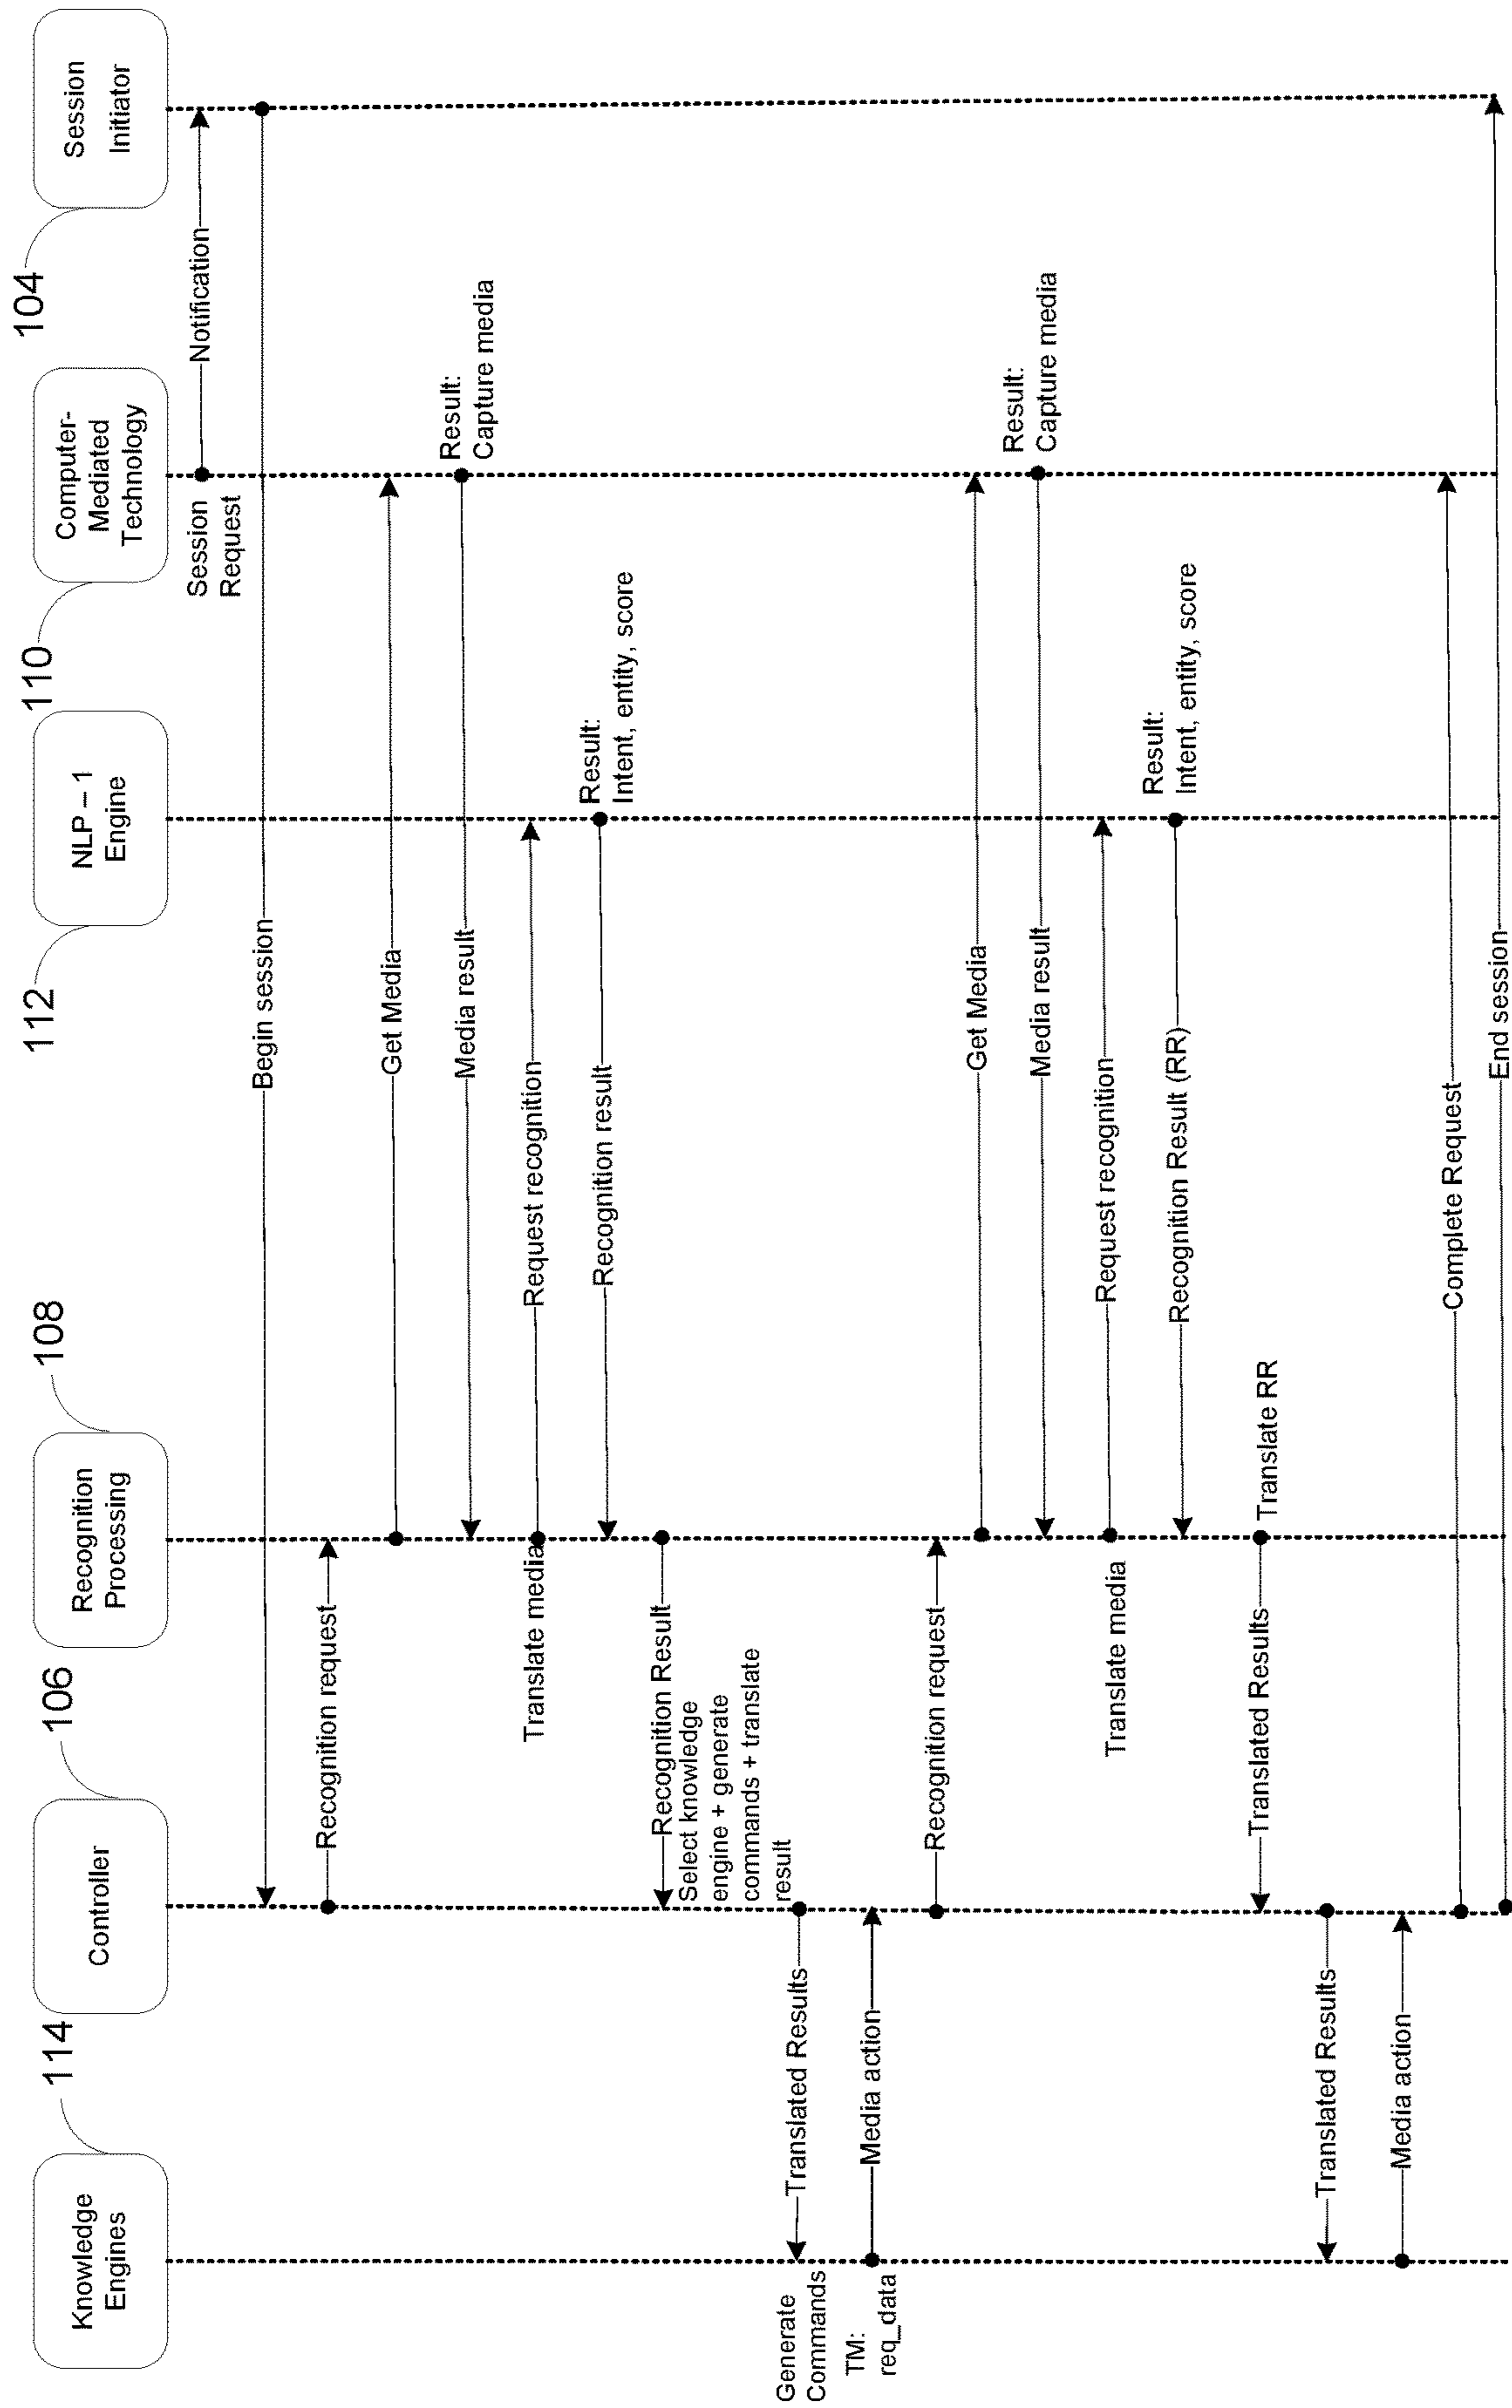 Knowledge
Engines
114
Controller
106
Recognition
Processing
108
NLP – 1
Engine
112
Computer-
Mediated
Technology
110
Session
Initiator
104
Session
Request
Notification
Begin session
Recognition request
Get Media
Result:
Capture media
Media result
Translate media
Request recognition
Result:
Intent, entity, score
Recognition result
Recognition Result
Select knowledge
engine + generate
commands + translate
result
Generate
Commands
Translated Results
TM:
req_data
Media action
Recognition request
Get Media
Result:
Capture media
Media result
Translate media
Request recognition
Result:
Intent, entity, score
Recognition Result (RR)
Translate RR
Translated Results
Translated Results
Media action
Complete Request
End session